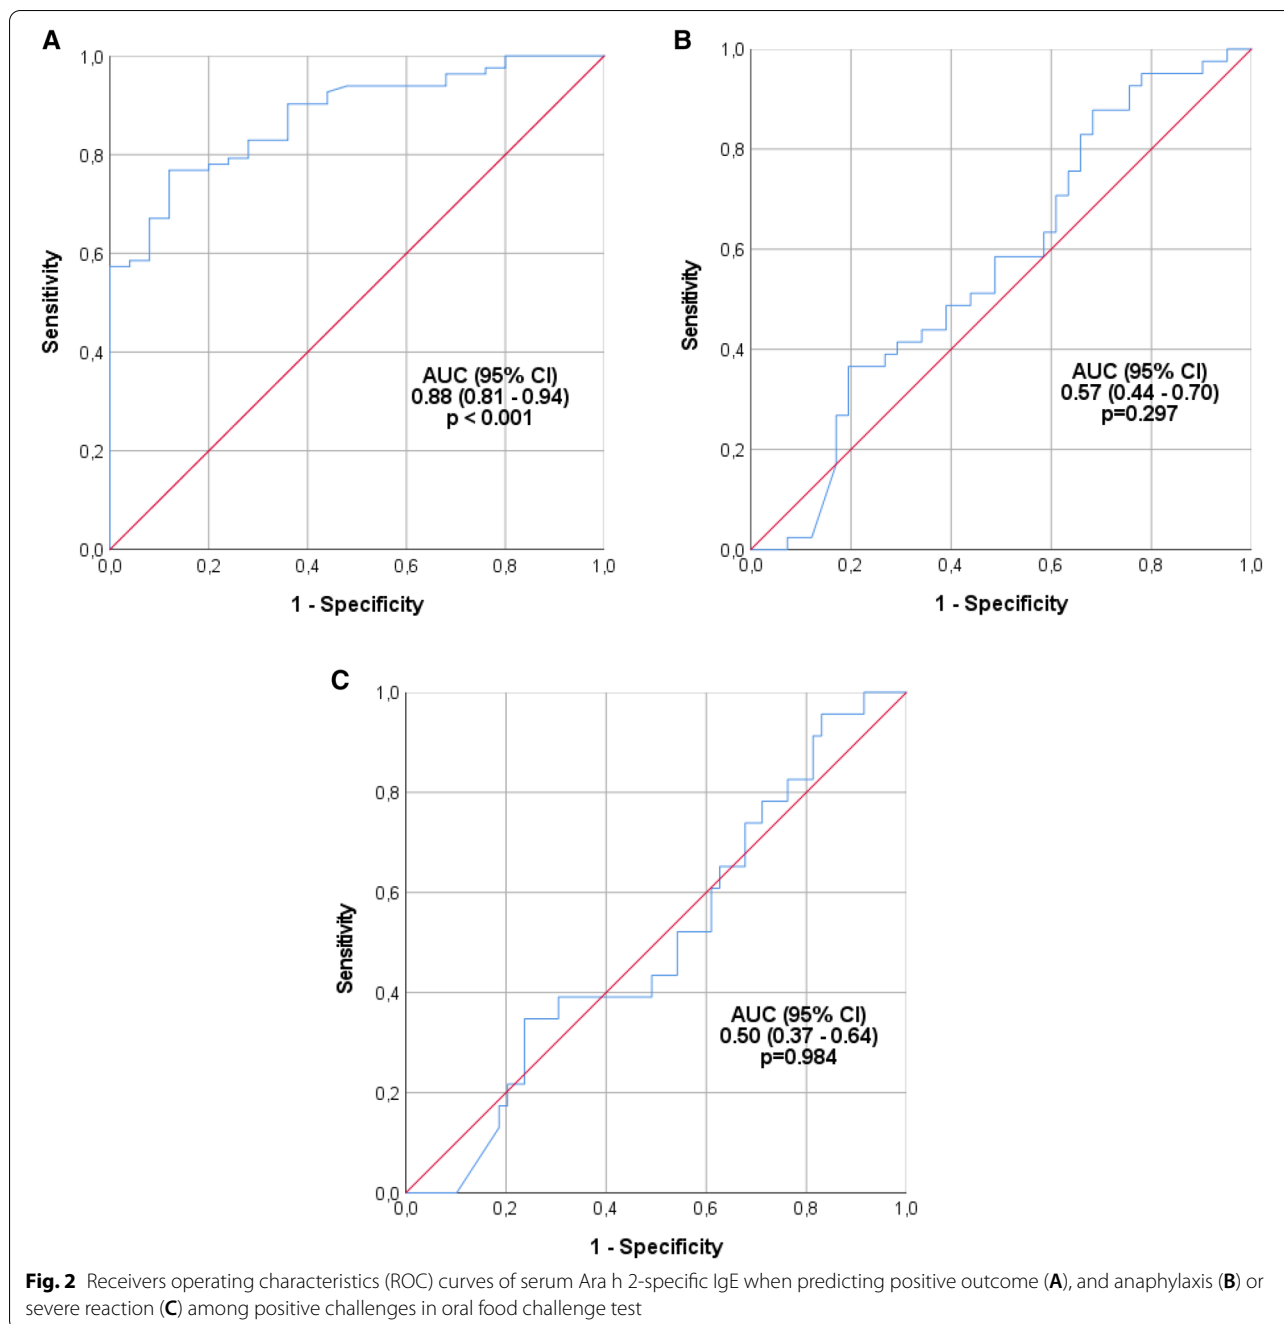 A
1,0
0,8
0,6
0,4
0,2
0,0
0,0 0,2 0,4 0,6 0,8 1,0
Sensitivity
1 - Specificity
AUC (95% CI)
0.88 (0.81 - 0.94)
p < 0.001
B
1,0
0,8
0,6
0,4
0,2
0,0
0,0 0,2 0,4 0,6 0,8 1,0
Sensitivity
1 - Specificity
AUC (95% CI)
0.57 (0.44 - 0.70)
p=0.297
C
1,0
0,8
0,6
0,4
0,2
0,0
0,0 0,2 0,4 0,6 0,8 1,0
Sensitivity
1 - Specificity
AUC (95% CI)
0.50 (0.37 - 0.64)
p=0.984
Fig. 2 Receivers operating characteristics (ROC) curves of serum Ara h 2-specific IgE when predicting positive outcome (A), and anaphylaxis (B) or
severe reaction (C) among positive challenges in oral food challenge test